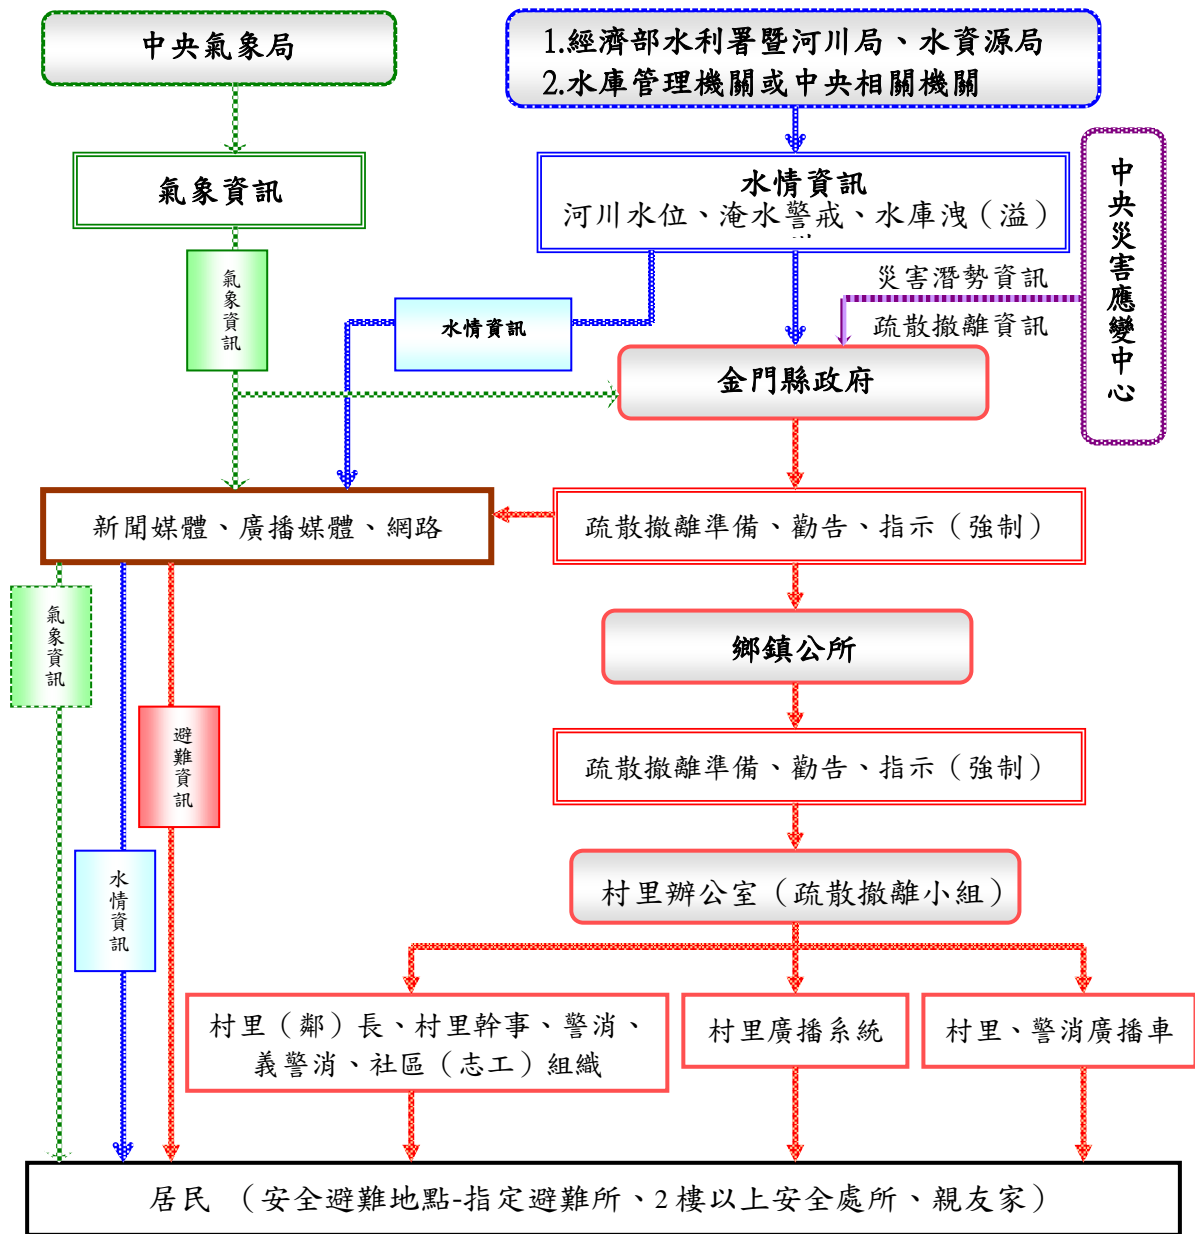 中央氣象局
1.經濟部水利署暨河川局、水資源局
2.水庫管理機關或中央相關機關
氣象資訊
水情資訊
河川水位、淹水警戒、水庫洩（溢）
中央災害應變中心
氣象資訊
水情資訊
災害潛勢資訊
疏散撤離資訊
金門縣政府
新聞媒體、廣播媒體、網路
疏散撤離準備、勸告、指示（強制）
氣象資訊
鄉鎮公所
避難資訊
疏散撤離準備、勸告、指示（強制）
水情資訊
村里辦公室（疏散撤離小組）
村里（鄰）長、村里幹事、警消、
義警消、社區（志工）組織
村里廣播系統
村里、警消廣播車
居民 （安全避難地點-指定避難所、2 樓以上安全處所、親友家）